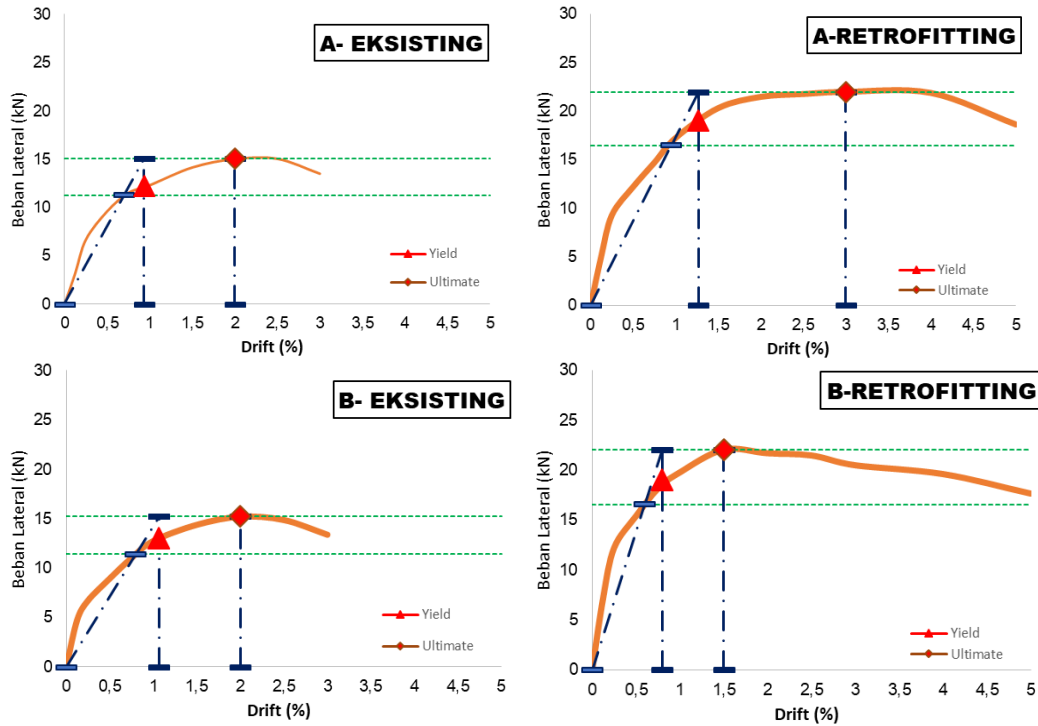 A- EKSISTING
Beban Lateral (kN)
30
25
20
15
10
5
0
Yield
Ultimate
0 0,5 1 1,5 2 2,5 3 3,5 4 4,5 5
Drift (%)
A-RETROFITTING
Beban Lateral (kN)
30
25
20
15
10
5
0
Yield
Ultimate
0 0,5 1 1,5 2 2,5 3 3,5 4 4,5 5
Drift (%)
B- EKSISTING
Beban Lateral (kN)
30
25
20
15
10
5
0
Yield
Ultimate
0 0,5 1 1,5 2 2,5 3 3,5 4 4,5 5
Drift (%)
B-RETROFITTING
Beban Lateral (kN)
30
25
20
15
10
5
0
Yield
Ultimate
0 0,5 1 1,5 2 2,5 3 3,5 4 4,5 5
Drift (%)